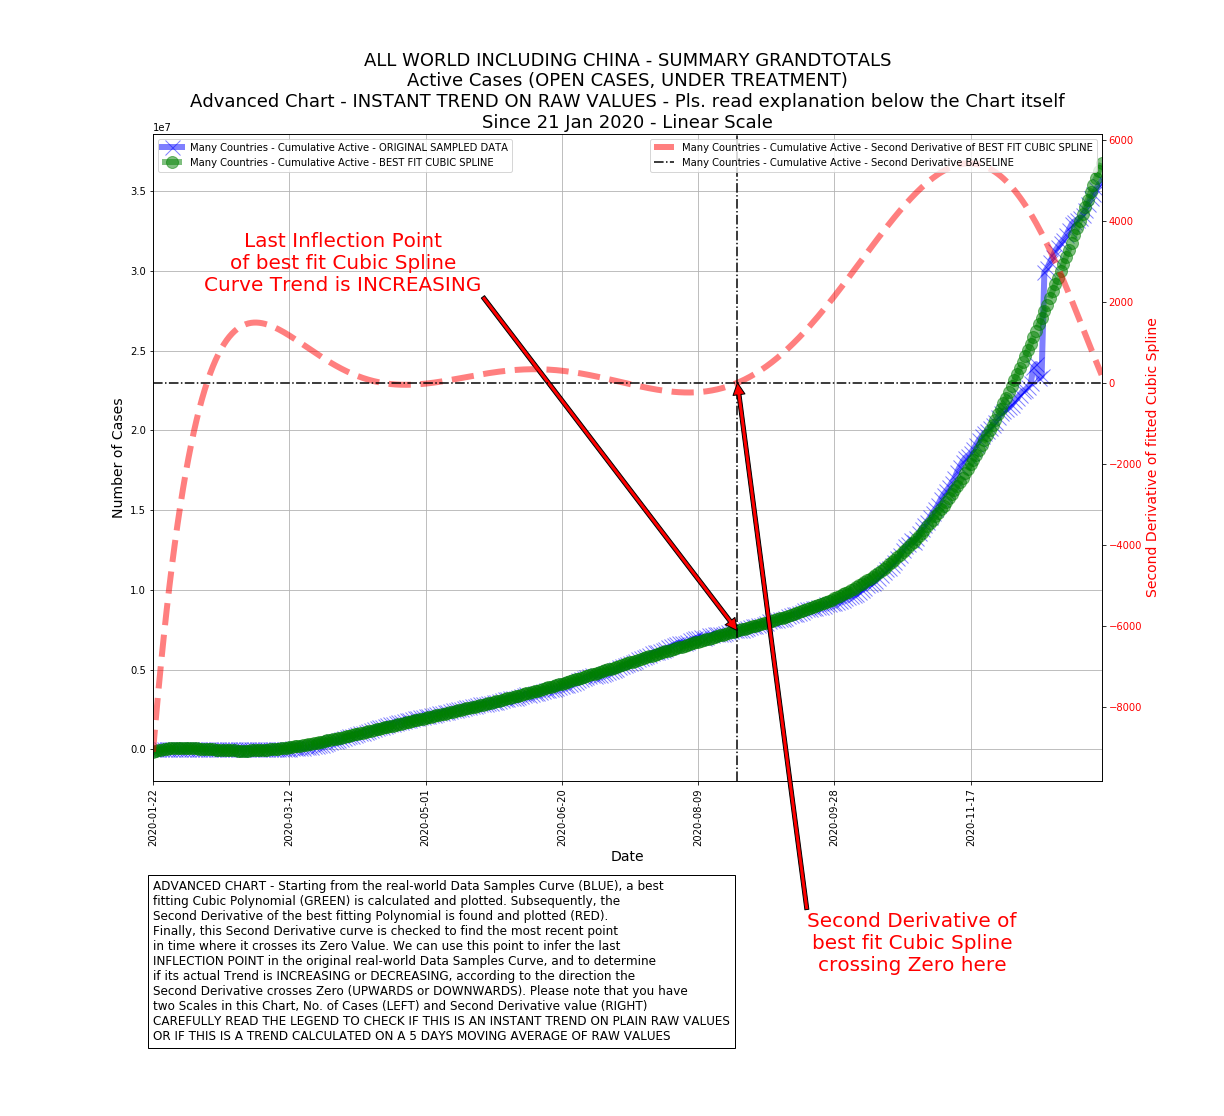 ALL WORLD INCLUDING CHINA - SUMMARY GRANDTOTALS
Active Cases (OPEN CASES, UNDER TREATMENT)
Advanced Chart - INSTANT TREND ON RAW VALUES - Pls. read explanation below the Chart itself
Since 21 Jan 2020 - Linear Scale
1e7
Many Countries - Cumulative Active - ORIGINAL SAMPLED DATA
Many Countries - Cumulative Active - BEST FIT CUBIC SPLINE
Many Countries - Cumulative Active - Second Derivative of BEST FIT CUBIC SPLINE
Many Countries - Cumulative Active - Second Derivative BASELINE
Last Inflection Point
of best fit Cubic Spline
Curve Trend is INCREASING
Number of Cases
3.5
3.0
2.5
2.0
1.5
1.0
0.5
0.0
6000
4000
2000
0
−2000
−4000
−6000
−8000
Second Derivative of fitted Cubic Spline
2020-01-22
2020-03-12
2020-05-01
2020-06-20
2020-08-09
2020-09-28
2020-11-17
Date
Second Derivative of
best fit Cubic Spline
crossing Zero here
ADVANCED CHART - Starting from the real-world Data Samples Curve (BLUE), a best
fitting Cubic Polynomial (GREEN) is calculated and plotted. Subsequently, the
Second Derivative of the best fitting Polynomial is found and plotted (RED).
Finally, this Second Derivative curve is checked to find the most recent point
in time where it crosses its Zero Value. We can use this point to infer the last
INFLECTION POINT in the original real-world Data Samples Curve, and to determine
if its actual Trend is INCREASING or DECREASING, according to the direction the
Second Derivative crosses Zero (UPWARDS or DOWNWARDS). Please note that you have
two Scales in this Chart, No. of Cases (LEFT) and Second Derivative value (RIGHT)
CAREFULLY READ THE LEGEND TO CHECK IF THIS IS AN INSTANT TREND ON PLAIN RAW VALUES
OR IF THIS IS A TREND CALCULATED ON A 5 DAYS MOVING AVERAGE OF RAW VALUES